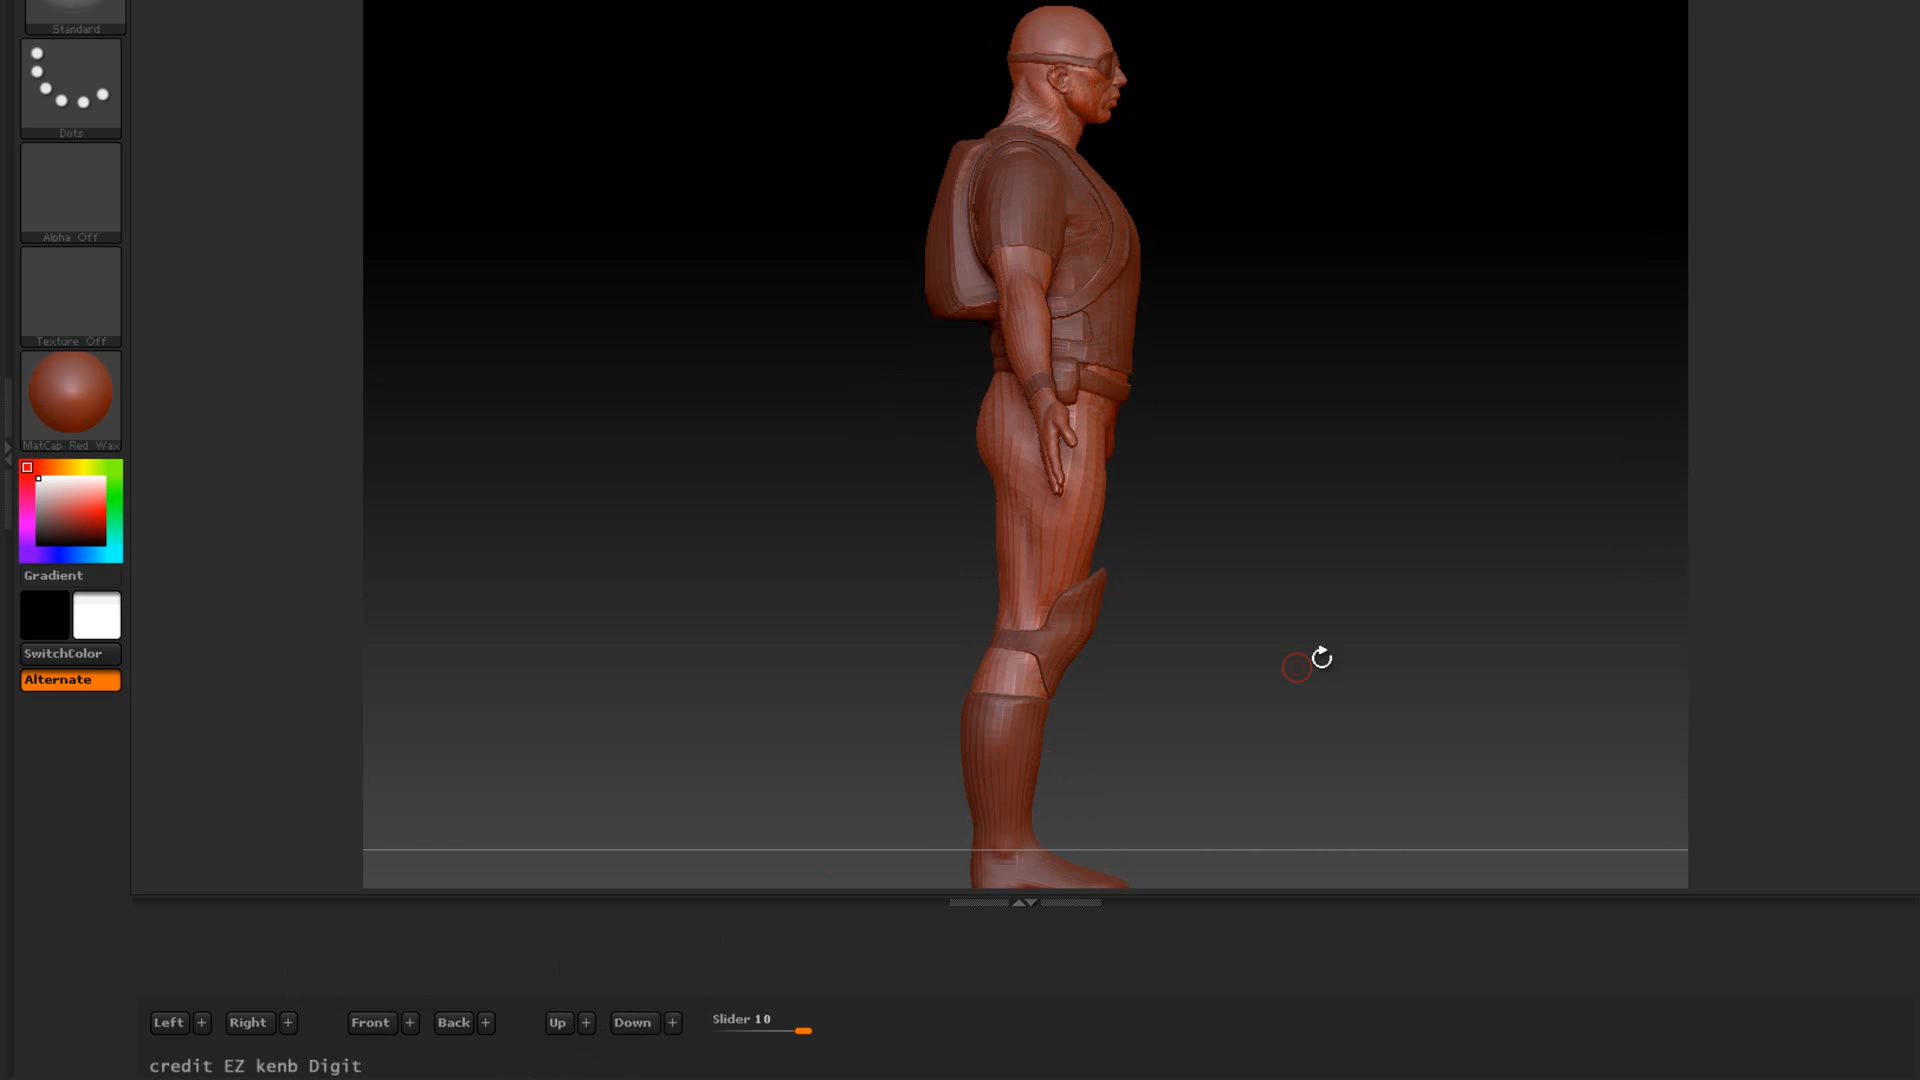 Standard
Dots
Alpha Off
Texture Off
MatCap Red Wax
Gradient
SwitchColor
Alternate
Left + Right + Front + Back + Up + Down + Slider 10
credit EZ kenb Digit